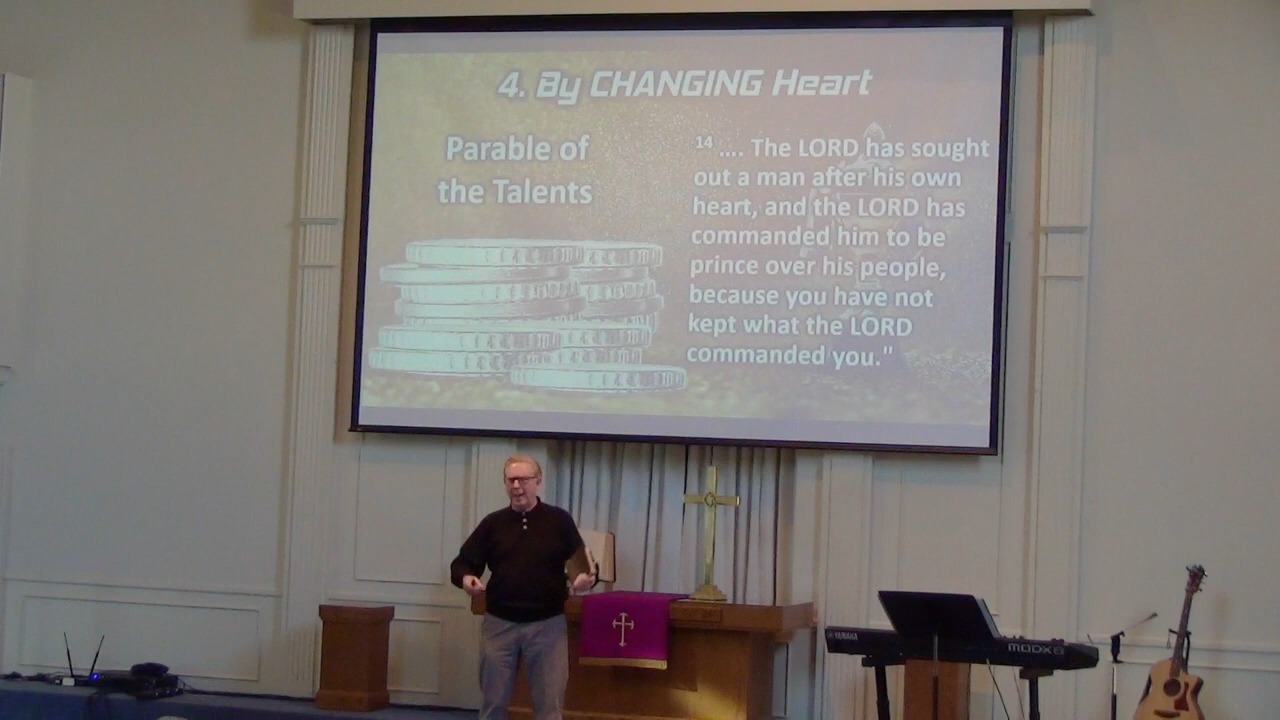 4. By CHANGING Heart
Parable of
the Talents
14 .... The LORD has sought
out a man after his own
heart, and the LORD has
commanded him to be
prince over his people,
because you have not
kept what the LORD
commanded you."
YAMAHA
MODX8